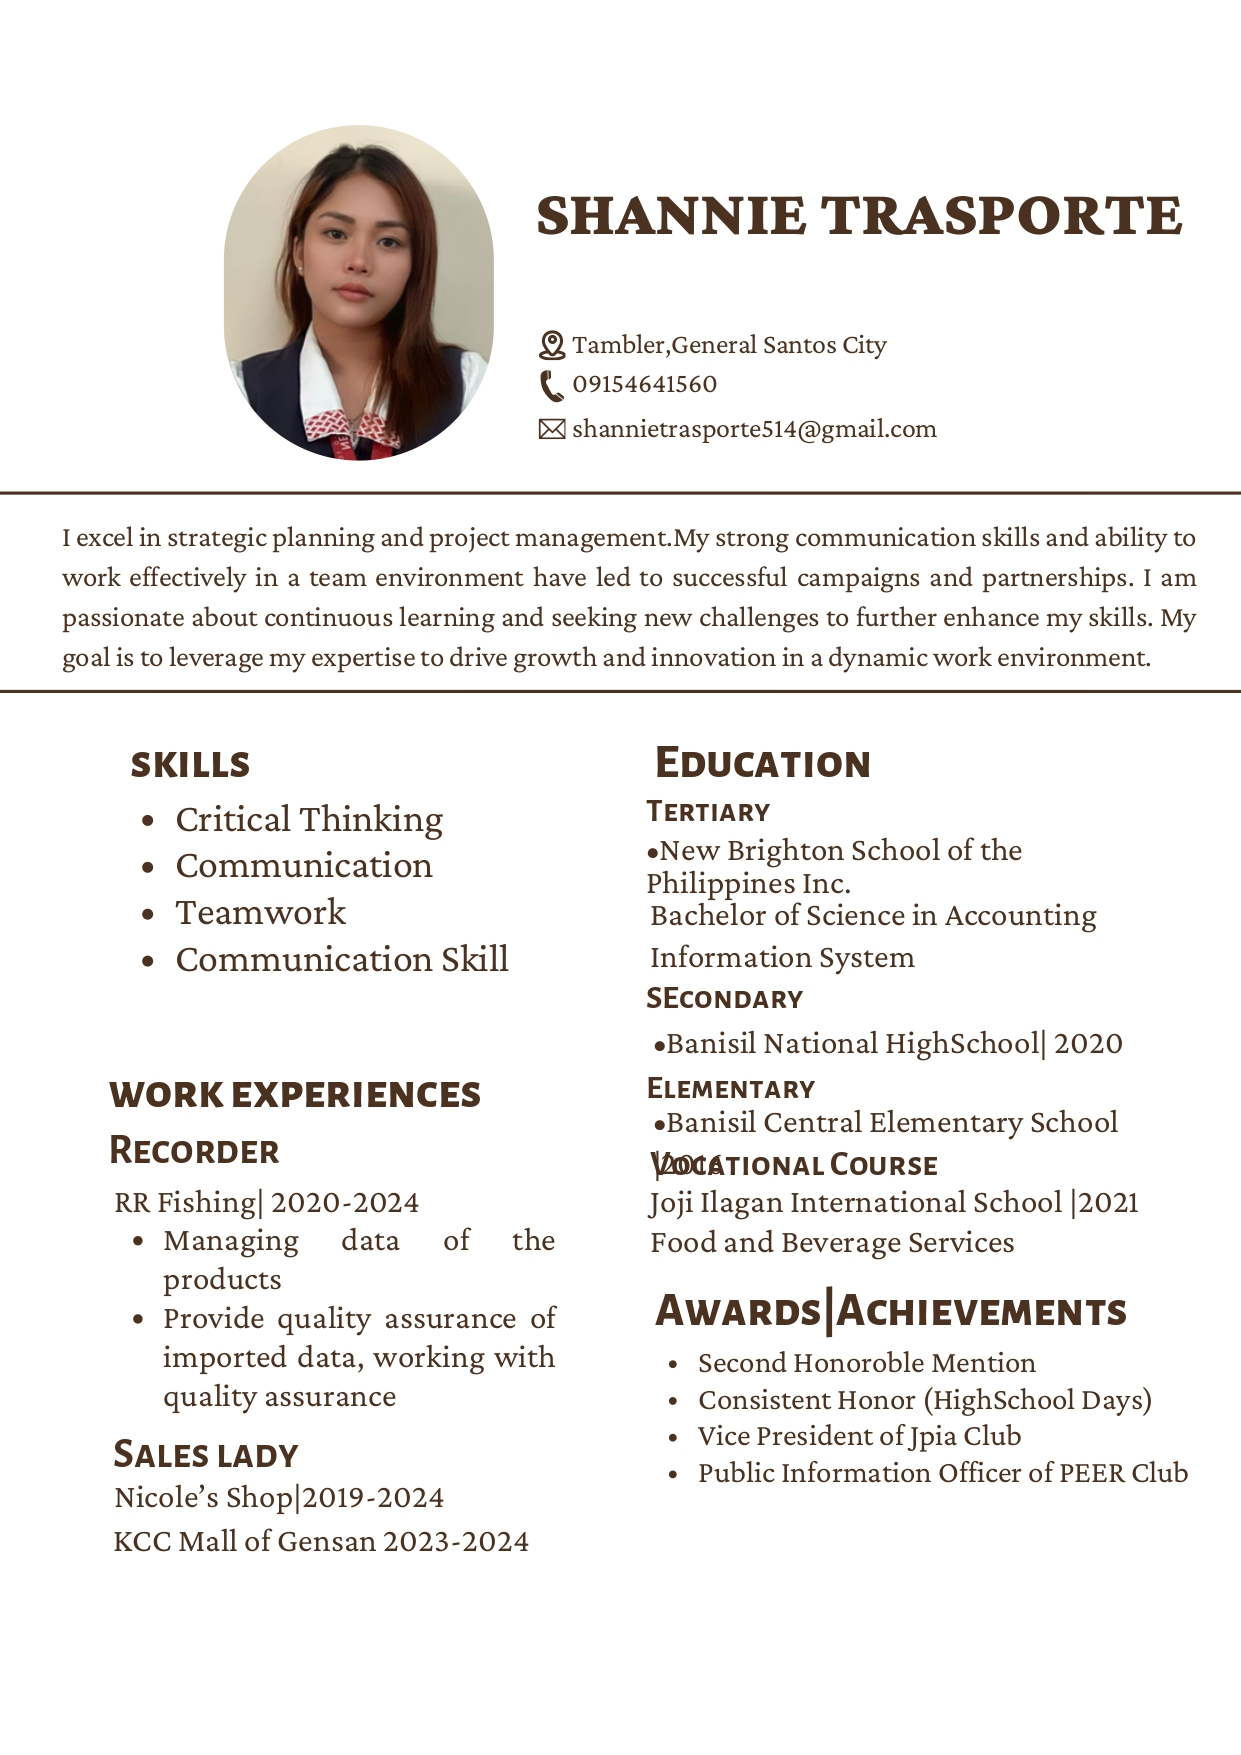 SHANNIE TRASPORTE
Tambler,General Santos City
09154641560
shannietrasporte514@gmail.com
I excel in strategic planning and project management.My strong communication skills and ability to
work effectively in a team environment have led to successful campaigns and partnerships. I am
passionate about continuous learning and seeking new challenges to further enhance my skills. My
goal is to leverage my expertise to drive growth and innovation in a dynamic work environment.
SKILLS
• Critical Thinking
• Communication
• Teamwork
• Communication Skill
WORK EXPERIENCES
RECORDER
RR Fishing| 2020-2024
• Managing data of the
products
• Provide quality assurance of
imported data, working with
quality assurance
SALES LADY
Nicole's Shop|2019-2024
KCC Mall of Gensan 2023-2024
EDUCATION
TERTIARY
•New Brighton School of the
Philippines Inc.
Bachelor of Science in Accounting
Information System
SECONDARY
•Banisil National HighSchool| 2020
ELEMENTARY
•Banisil Central Elementary School
|2016
VOCATIONAL COURSE
Joji Ilagan International School |2021
Food and Beverage Services
AWARDS|ACHIEVEMENTS
• Second Honoroble Mention
• Consistent Honor (HighSchool Days)
• Vice President of Jpia Club
• Public Information Officer of PEER Club